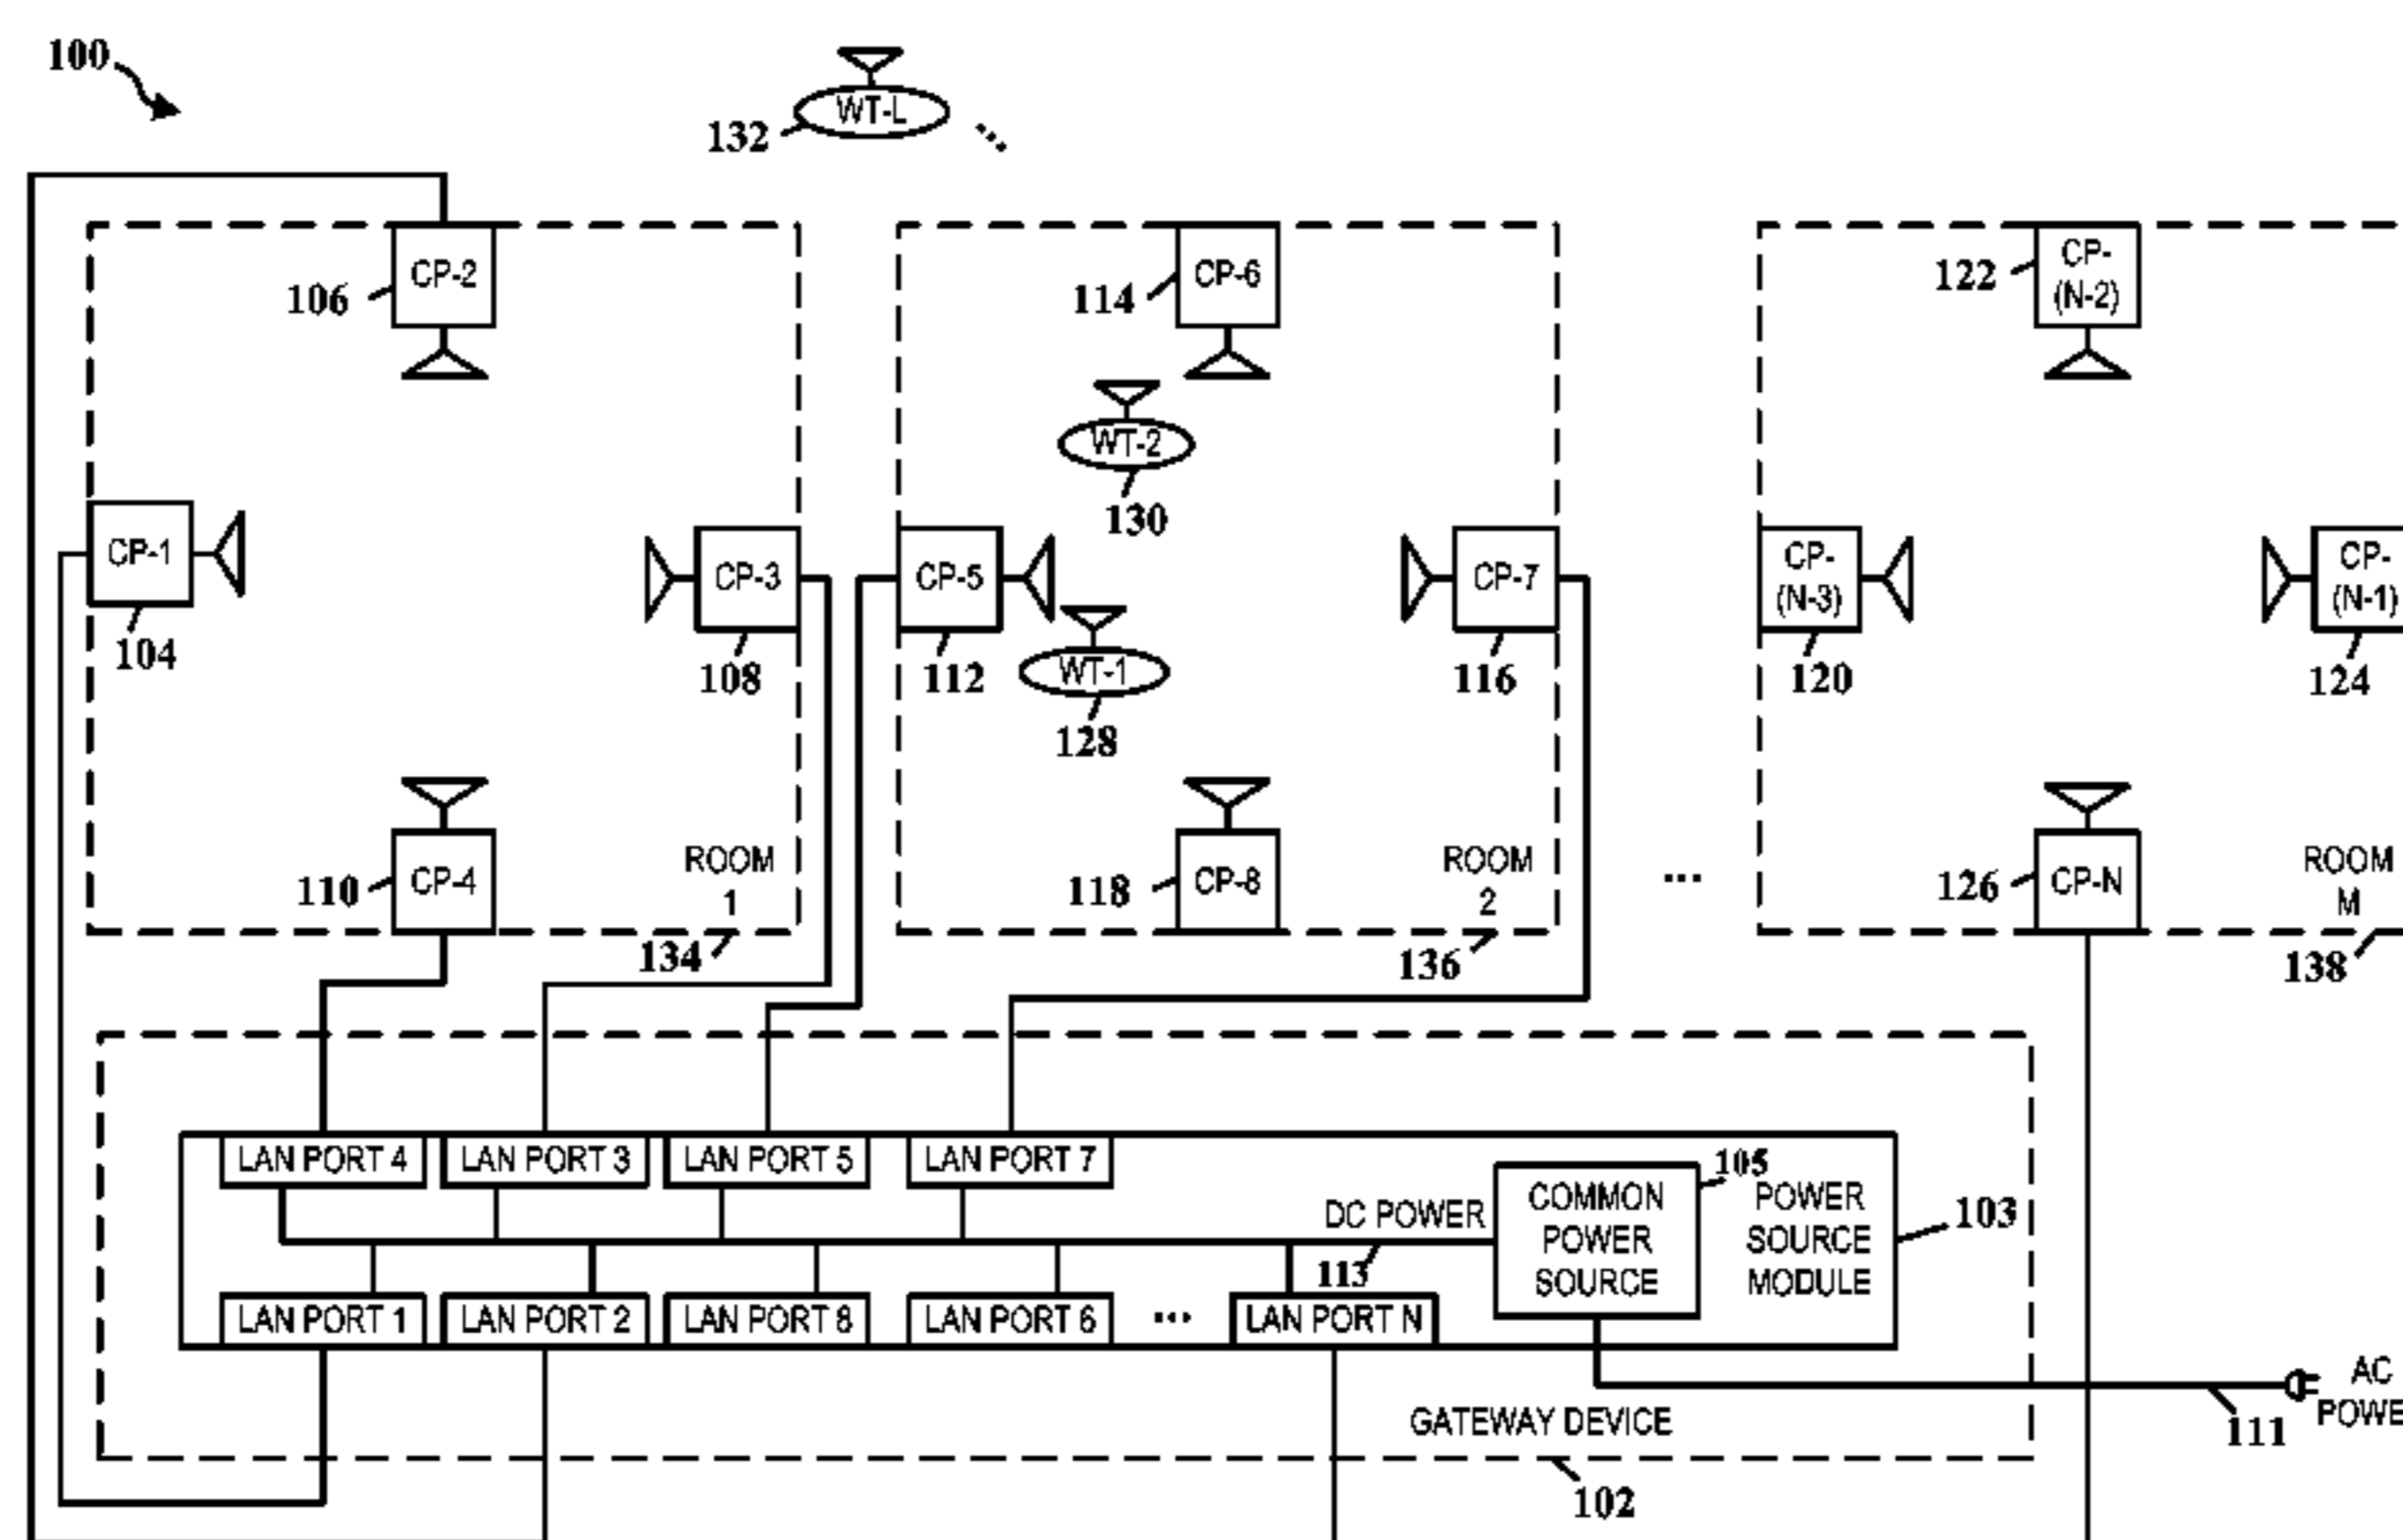 100
WT-L
132
...
CP-2
106
CP-6
114
CP-
(N-2)
122
WT-2
130
CP-1
104
CP-3
108
CP-5
112
WT-1
128
CP-7
116
CP-
(N-3)
120
CP-
(N-1)
124
CP-4
110
ROOM
1
134
CP-8
118
ROOM
2
136
...
CP-N
126
ROOM
M
138
LAN PORT 4
LAN PORT 3
LAN PORT 5
LAN PORT 7
DC POWER
113
COMMON
POWER
SOURCE
105
POWER
SOURCE
MODULE
103
LAN PORT 1
LAN PORT 2
LAN PORT 8
LAN PORT 6
...
LAN PORT N
GATEWAY DEVICE
102
111
AC
POWE